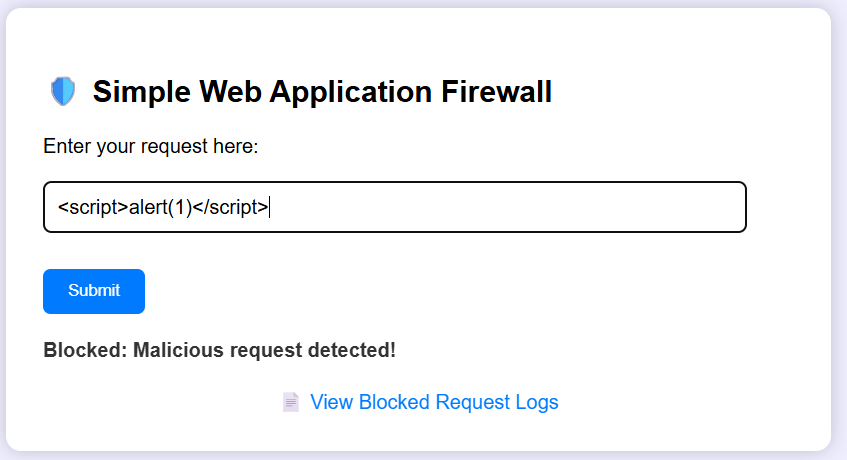 Simple Web Application Firewall
Enter your request here:
<script>alert(1)</script>
Submit
Blocked: Malicious request detected!
View Blocked Request Logs